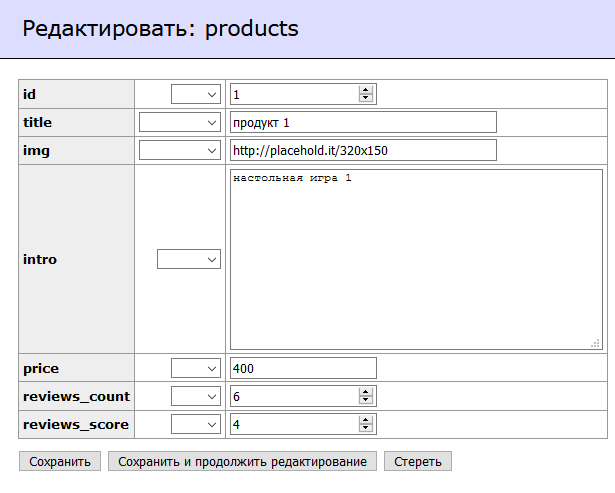 Редактировать: products
id 1
title продукт 1
img http://placehold.it/320x150
intro настольная игра 1
price 400
reviews_count 6
reviews_score 4
Сохранить Сохранить и продолжить редактирование Стереть